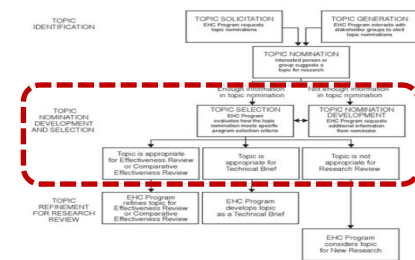 TOPIC
IDENTIFICATION
TOPIC SOLICITATION
EHC Program requests
topic nominations
TOPIC GENERATION
EHC Program interacts with
stakeholder groups to elicit
topic nominations
TOPIC NOMINATION
Interested person or
group suggests a
topic for research
Enough information
in topic nomination
Not enough information
in topic nomination
TOPIC
NOMINATION
DEVELOPMENT
AND SELECTION
TOPIC SELECTION
EHC Program
evaluates how the topic
nomination meets specific
program selection criteria
TOPIC NOMINATION
DEVELOPMENT
EHC Program requests
additional information
from nominator
Topic is appropriate
for Effectiveness Review
or Comparative
Effectiveness Review
Topic is
appropriate for
Technical Brief
Topic is not
appropriate for
Research Review
TOPIC
REFINEMENT
FOR RESEARCH
REVIEW
EHC Program
refines topic for
Effectiveness Review
or Comparative
Effectiveness Review
EHC Program
develops topic
as a Technical Brief
EHC Program
considers topic
for New Research